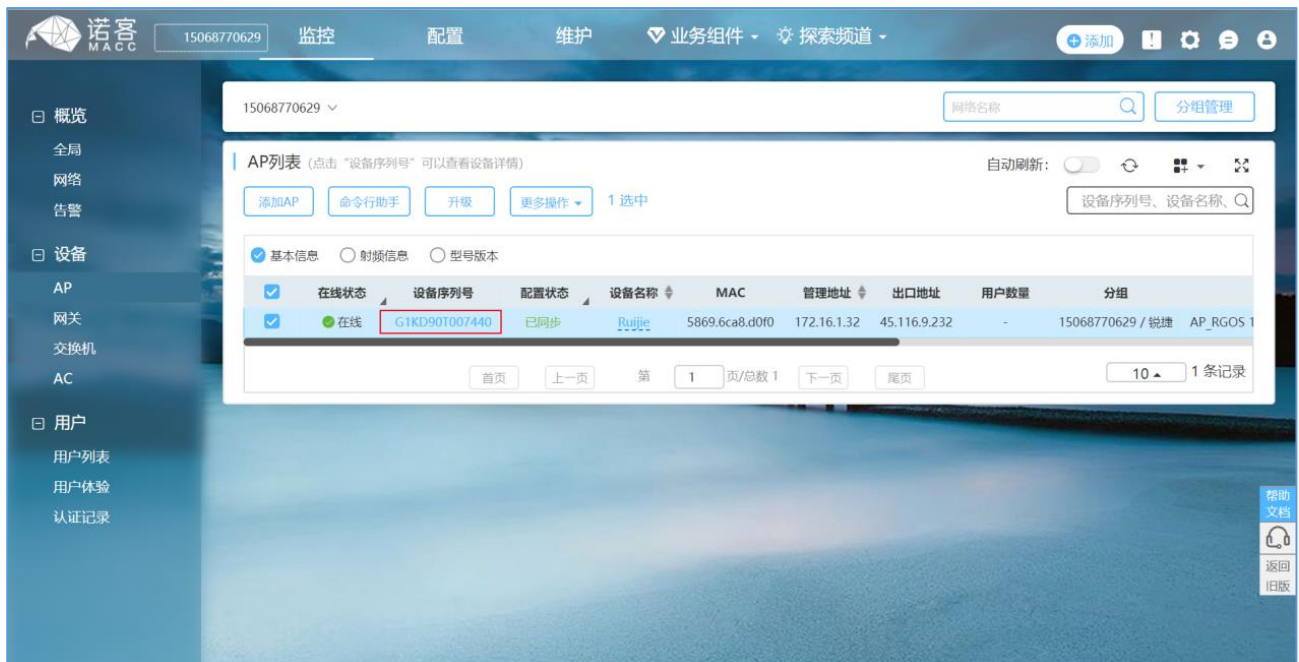 诺客 MACC 15068770629 监控 配置 维护 业务组件 探索频道 添加
概览
全局
网络
告警
设备
AP
网关
交换机
AC
用户
用户列表
用户体验
认证记录
15068770629 网络名称 分组管理
AP列表 (点击 "设备序列号" 可以查看设备详情) 自动刷新:
添加AP 命令行助手 升级 更多操作 1 选中 设备序列号、设备名称、
基本信息 射频信息 型号版本
在线状态 设备序列号 配置状态 设备名称 MAC 管理地址 出口地址 用户数量 分组
在线 G1KD90T007440 已同步 Ruijie 5869.6ca8.d0f0 172.16.1.32 45.116.9.232 - 15068770629 / 锐捷 AP_RGOS 1
首页 上一页 第 1 页/总数 1 下一页 尾页 10 1 条记录
帮助
文档
返回
旧版